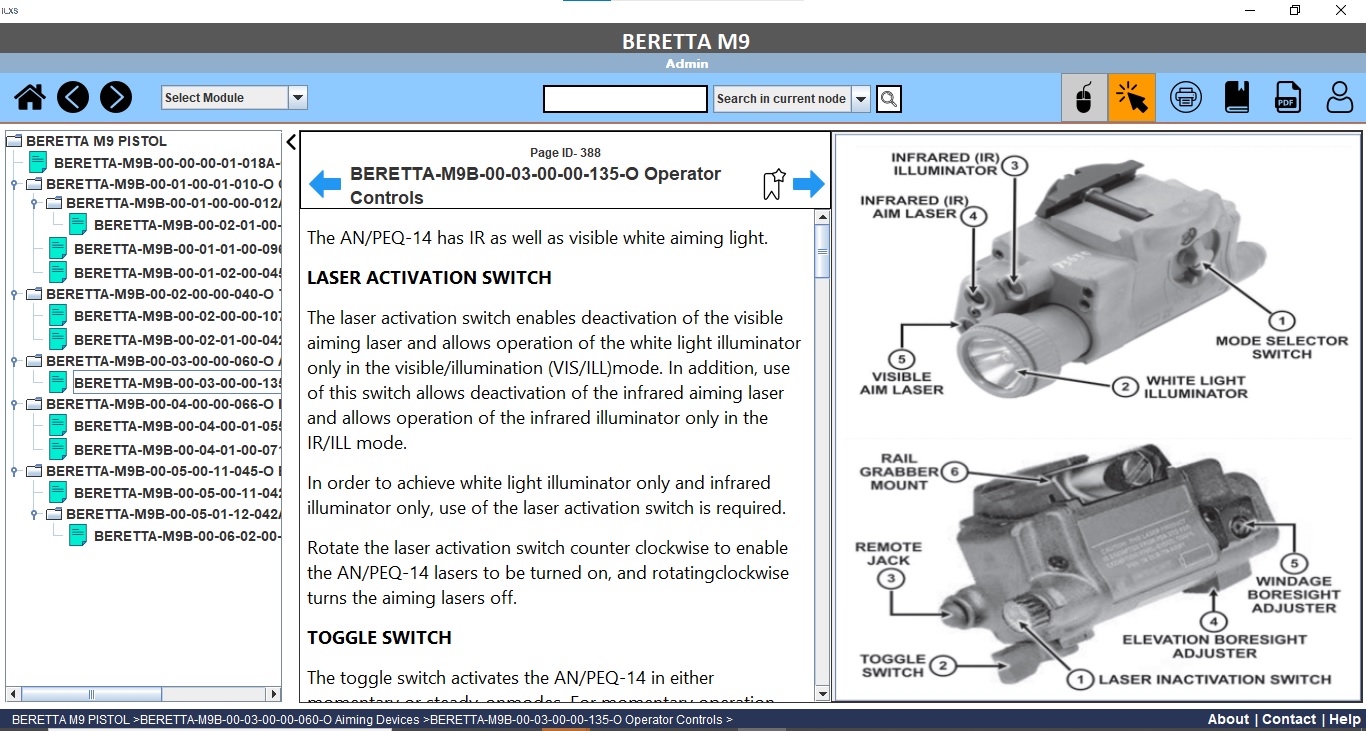 ILXS
BERETTA M9
Admin
Select Module
Search in current node
PDF
BERETTA M9 PISTOL
BERETTA-M9B-00-00-00-01-018A-
BERETTA-M9B-00-01-00-01-010-O
BERETTA-M9B-00-01-00-00-012A
BERETTA-M9B-00-02-01-00-
BERETTA-M9B-00-01-01-00-096
BERETTA-M9B-00-01-02-00-045
BERETTA-M9B-00-02-00-00-040-O
BERETTA-M9B-00-02-00-00-107
BERETTA-M9B-00-02-01-00-042
BERETTA-M9B-00-03-00-00-060-O A
BERETTA-M9B-00-03-00-00-135
BERETTA-M9B-00-04-00-00-066-O
BERETTA-M9B-00-04-00-01-055
BERETTA-M9B-00-04-01-00-071
BERETTA-M9B-00-05-00-11-045-O
BERETTA-M9B-00-05-00-11-042
BERETTA-M9B-00-05-01-12-042A
BERETTA-M9B-00-06-02-00-
Page ID- 388
BERETTA-M9B-00-03-00-00-135-O Operator
Controls
The AN/PEQ-14 has IR as well as visible white aiming light.
LASER ACTIVATION SWITCH
The laser activation switch enables deactivation of the visible
aiming laser and allows operation of the white light illuminator
only in the visible/illumination (VIS/ILL)mode. In addition, use
of this switch allows deactivation of the infrared aiming laser
and allows operation of the infrared illuminator only in the
IR/ILL mode.
In order to achieve white light illuminator only and infrared
illuminator only, use of the laser activation switch is required.
Rotate the laser activation switch counter clockwise to enable
the AN/PEQ-14 lasers to be turned on, and rotatingclockwise
turns the aiming lasers off.
TOGGLE SWITCH
The toggle switch activates the AN/PEQ-14 in either
momentary or steady-onmodes. For momentary operation,
INFRARED (IR)
ILLUMINATOR 3
INFRARED (IR)
AIM LASER 4
1
MODE SELECTOR
SWITCH
5
VISIBLE
AIM LASER
2 WHITE LIGHT
ILLUMINATOR
RAIL
GRABBER 6
MOUNT
REMOTE
JACK
3
5
WINDAGE
BORESIGHT
ADJUSTER
4
ELEVATION BORESIGHT
ADJUSTER
TOGGLE
SWITCH 2
1 LASER INACTIVATION SWITCH
BERETTA M9 PISTOL >BERETTA-M9B-00-03-00-00-060-O Aiming Devices >BERETTA-M9B-00-03-00-00-135-O Operator Controls >
About | Contact | Help